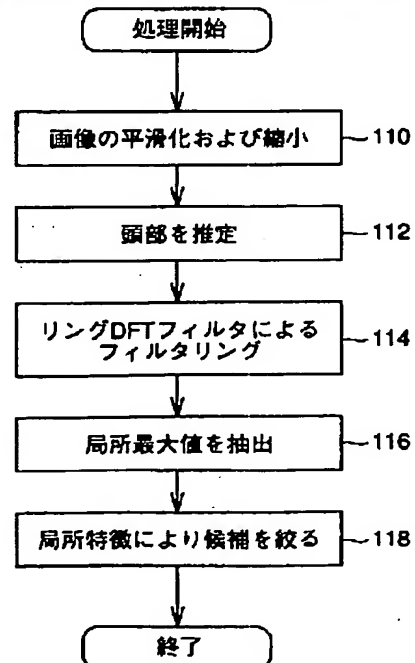 処理開始
画像の平滑化および縮小
110
頭部を推定
112
リングDFTフィルタによる
フィルタリング
114
局所最大値を抽出
116
局所特徴により候補を絞る
118
終了